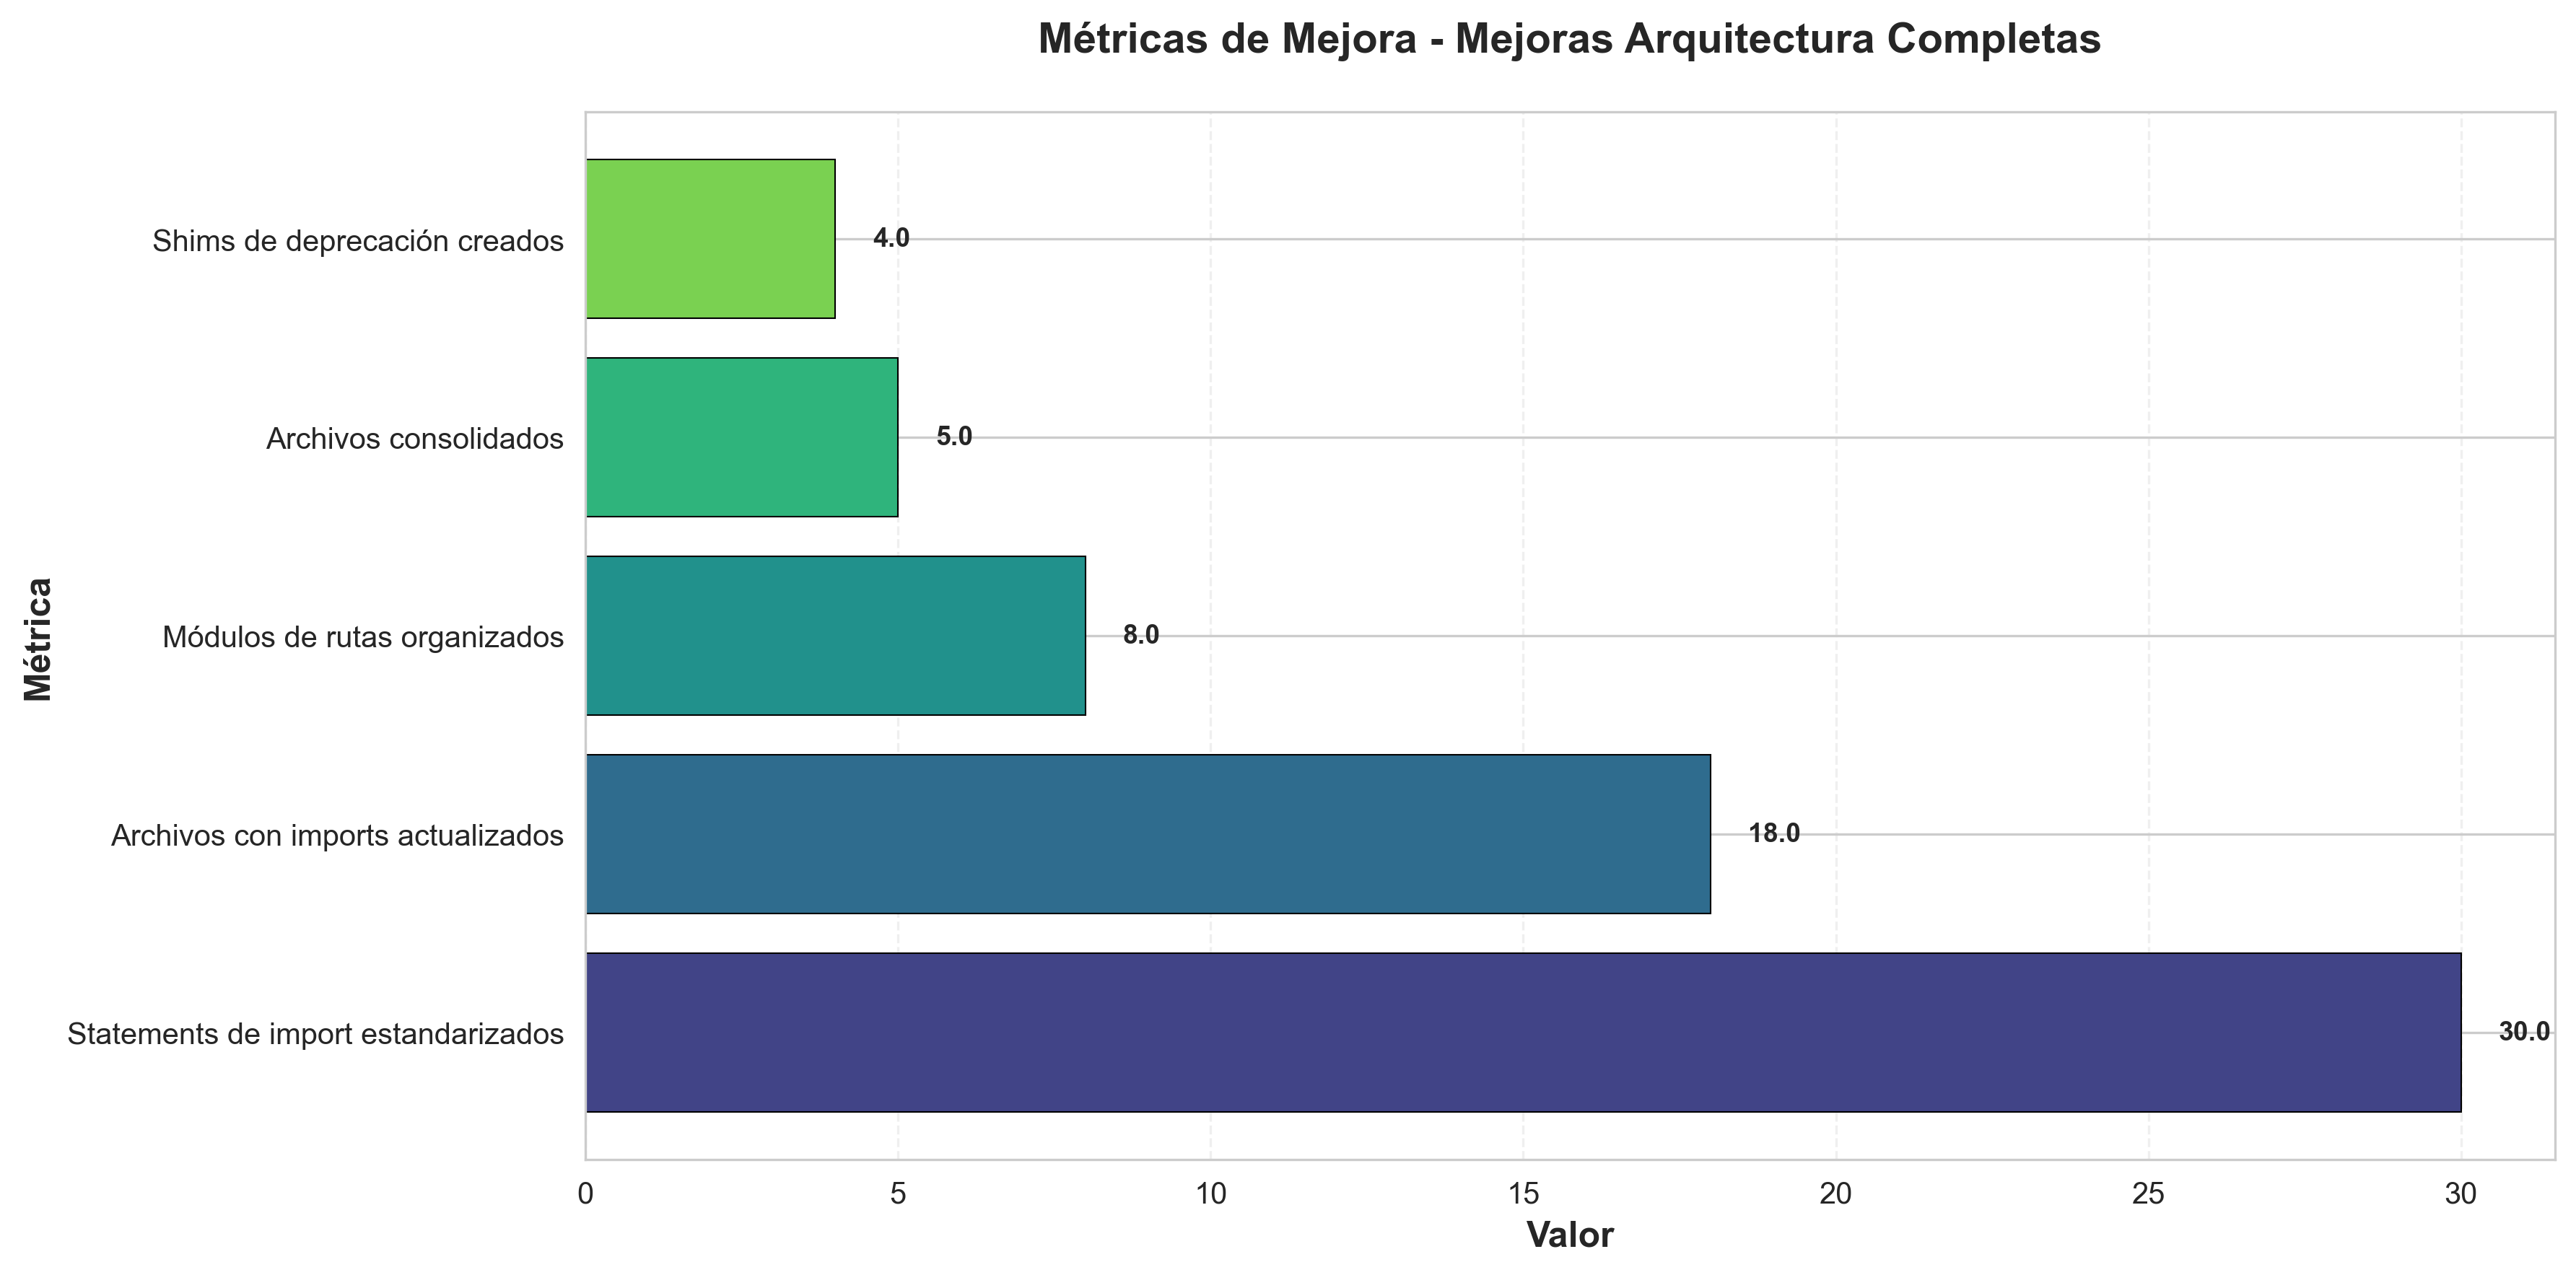 Métricas de Mejora - Mejoras Arquitectura Completas
Métrica
Shims de deprecación creados
4.0
Archivos consolidados
5.0
Módulos de rutas organizados
8.0
Archivos con imports actualizados
18.0
Statements de import estandarizados
30.0
0 5 10 15 20 25 30
Valor